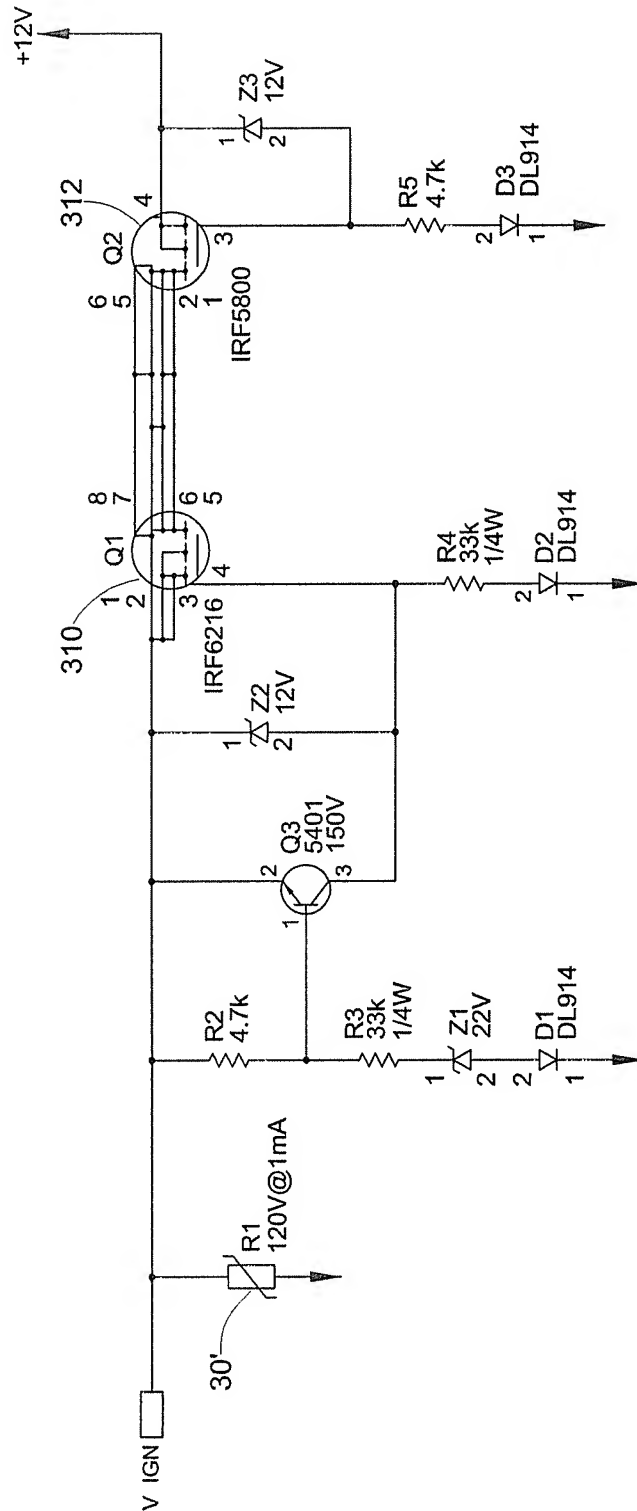 V IGN
30'
R1
120V@1mA
R2
4.7k
R3
33k
1/4W
Z1
22V
1
2
D1
DL914
2
1
Q3
5401
150V
1
2
3
Z2
12V
1
2
310
Q1
1
2
3
4
8
7
6
5
IRF6216
R4
33k
1/4W
D2
DL914
2
1
312
Q2
6
5
2
1
4
3
IRF5800
Z3
12V
1
2
R5
4.7k
D3
DL914
2
1
+12V